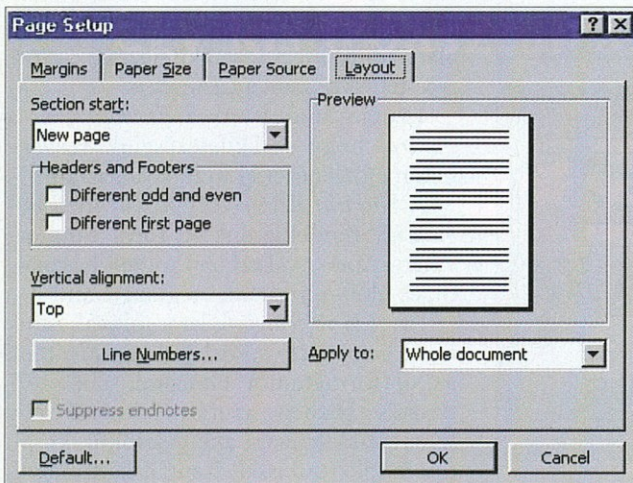 Page Setup
Margins Paper Size Paper Source Layout
Section start:
New page
Headers and Footers
Different odd and even
Different first page
Vertical alignment:
Top
Line Numbers...
Suppress endnotes
Preview
Apply to: Whole document
Default... OK Cancel